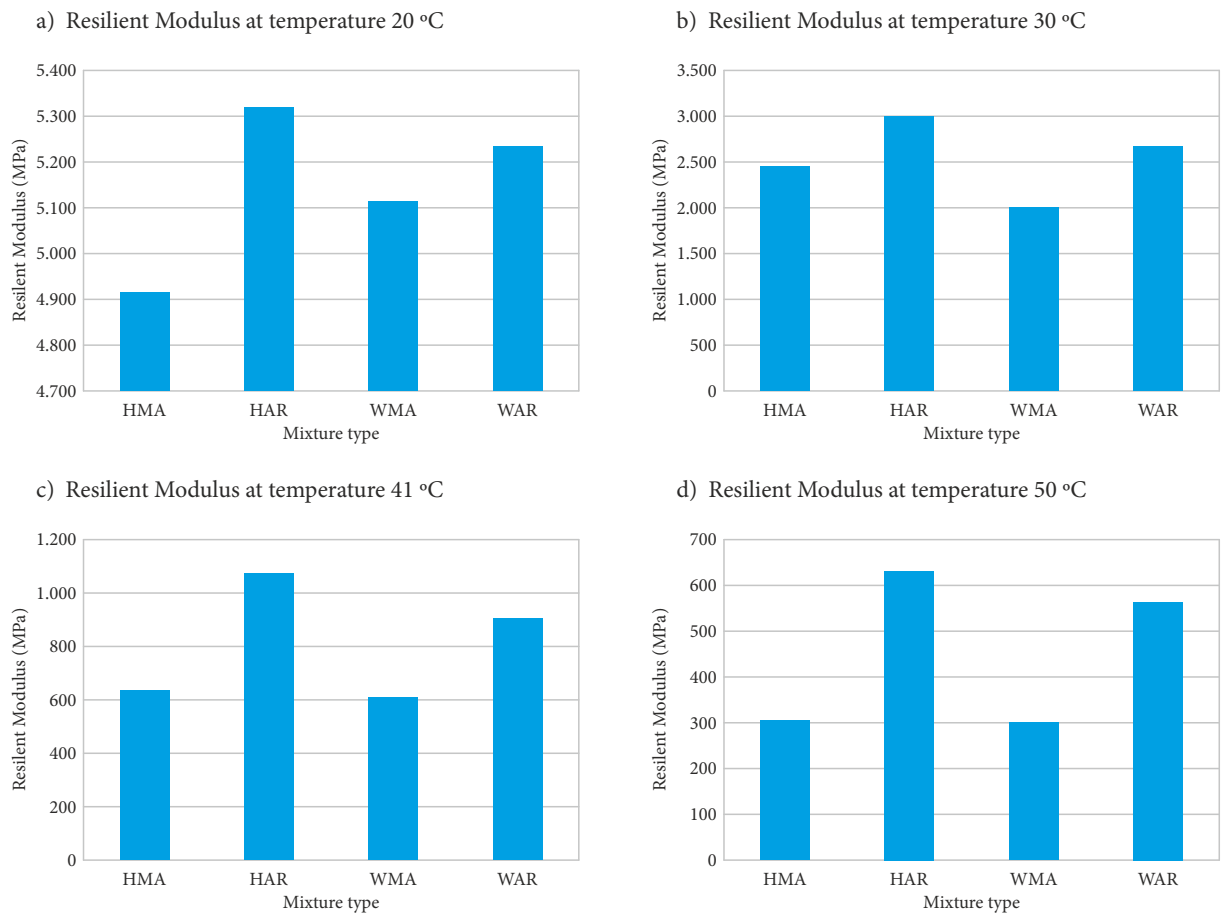 a) Resilient Modulus at temperature 20 ºC
5.400
5.300
5.200
5.100
5.000
4.900
4.800
4.700
Resilent Modulus (MPa)
HMA HAR WMA WAR
Mixture type
b) Resilient Modulus at temperature 30 ºC
3.500
3.000
2.500
2.000
1.500
1.000
500
0
Resilent Modulus (MPa)
HMA HAR WMA WAR
Mixture type
c) Resilient Modulus at temperature 41 ºC
1.200
1.000
800
600
400
200
0
Resilent Modulus (MPa)
HMA HAR WMA WAR
Mixture type
d) Resilient Modulus at temperature 50 ºC
700
600
500
400
300
200
100
0
Resilent Modulus (MPa)
HMA HAR WMA WAR
Mixture type